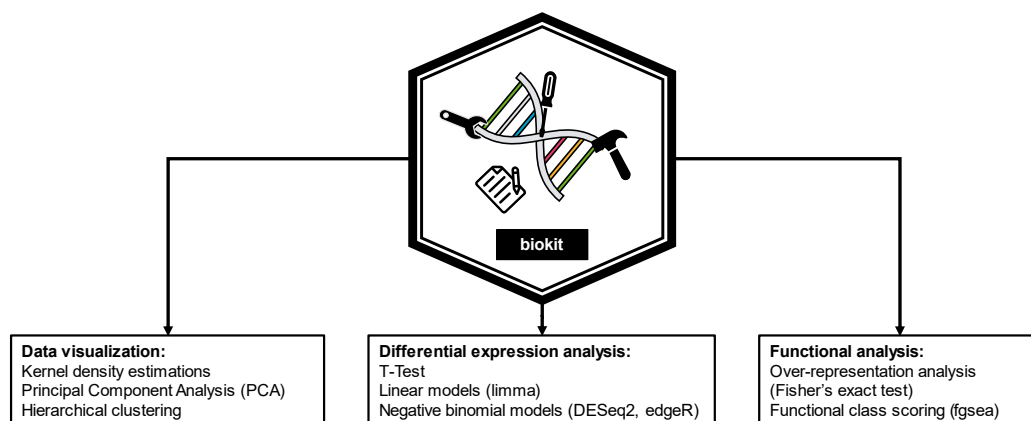 biokit
Data visualization:
Kernel density estimations
Principal Component Analysis (PCA)
Hierarchical clustering
Differential expression analysis:
T-Test
Linear models (limma)
Negative binomial models (DESeq2, edgeR)
Functional analysis:
Over-representation analysis
(Fisher's exact test)
Functional class scoring (fgsea)